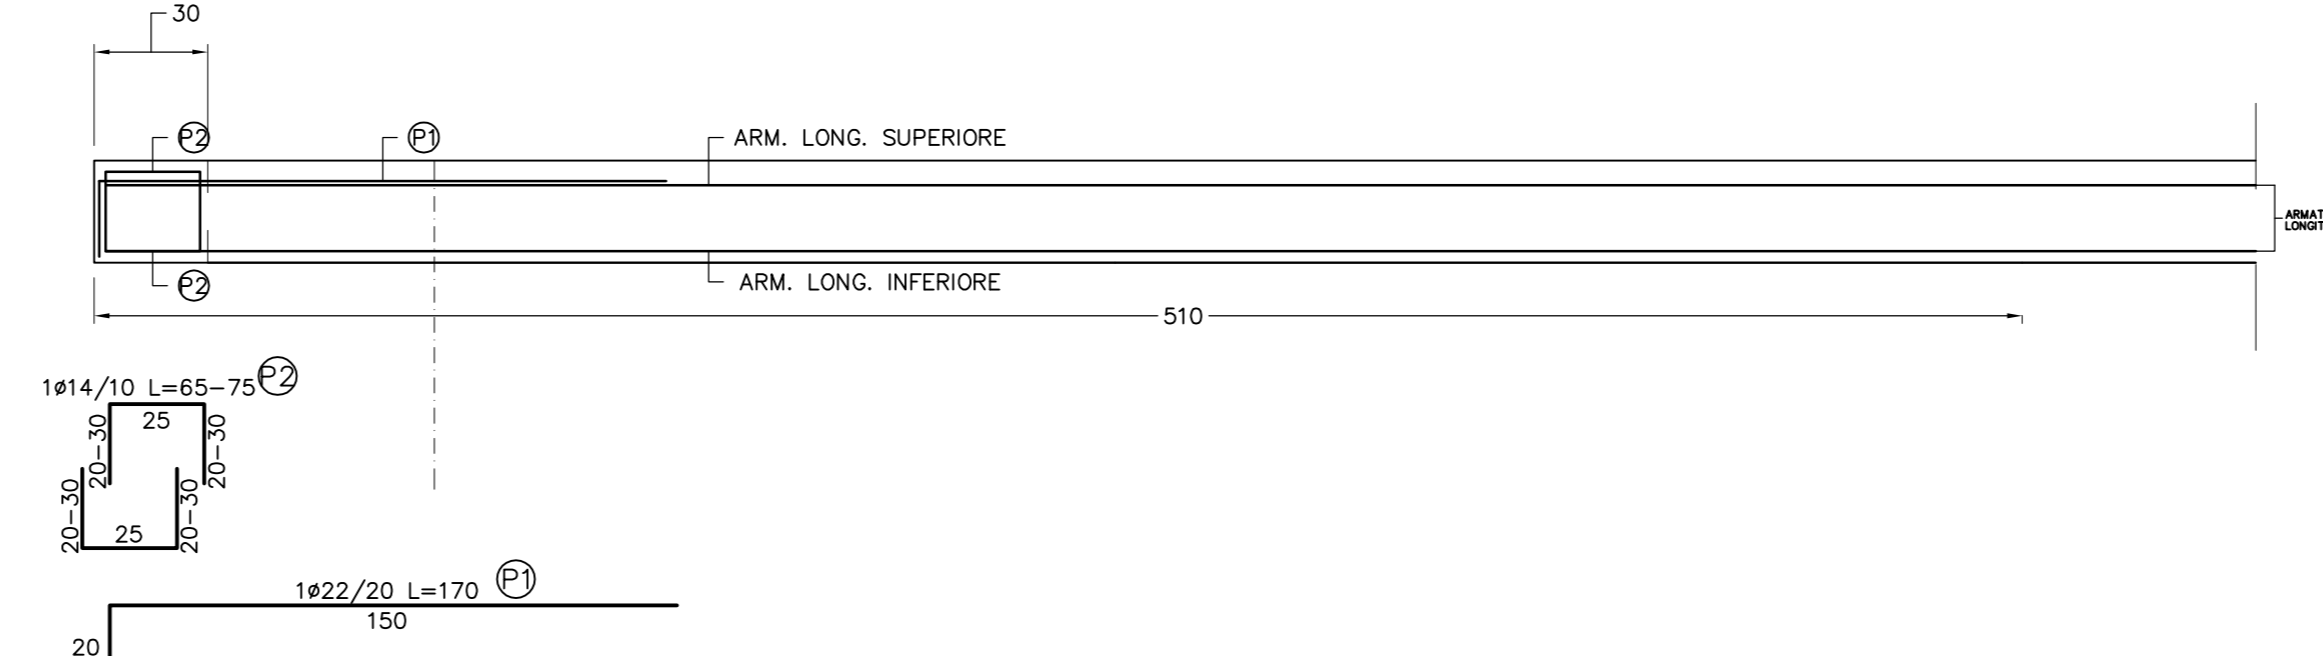 30
P2
P1
ARM. LONG. SUPERIORE
P2
ARM. LONG. INFERIORE
510
1ø14/10 L=65-75 P2
25
20-30
20-30
20-30
20-30
25
1ø22/20 L=170 P1
150
20